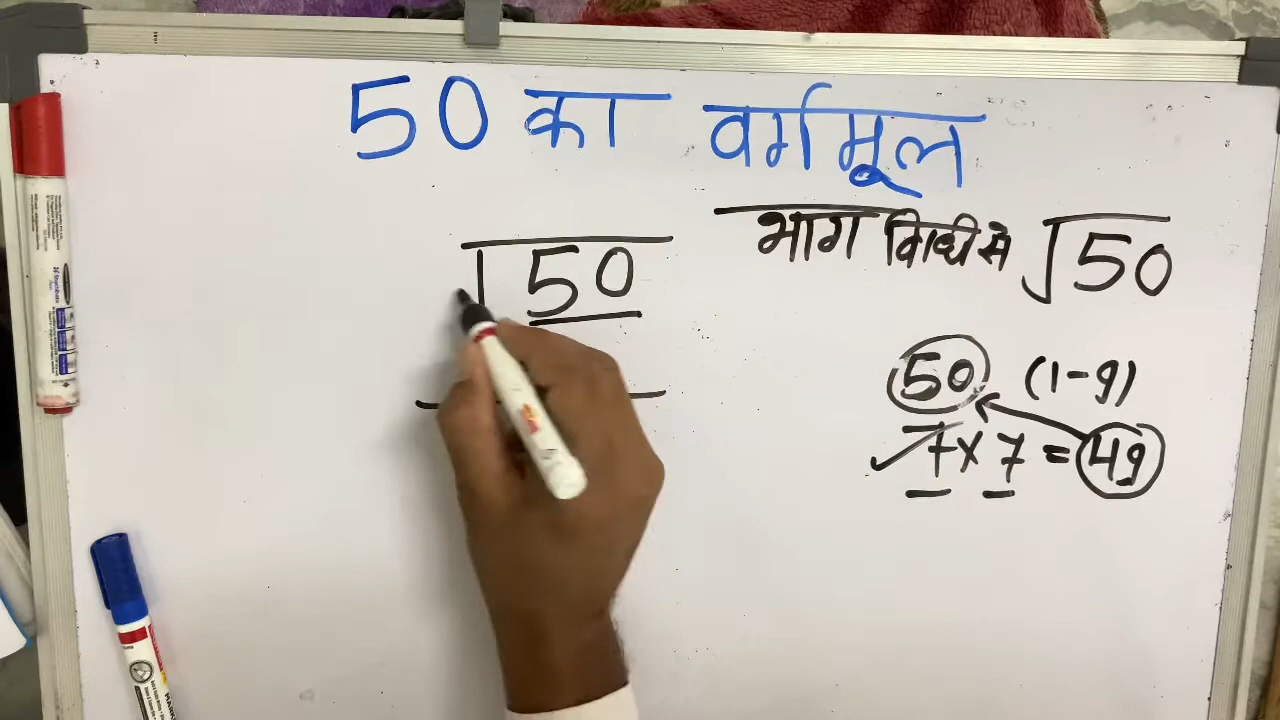 50 का वर्गमूल
भाग विधि से √50
√50
50 (1-9)
✓7 × 7 = 49